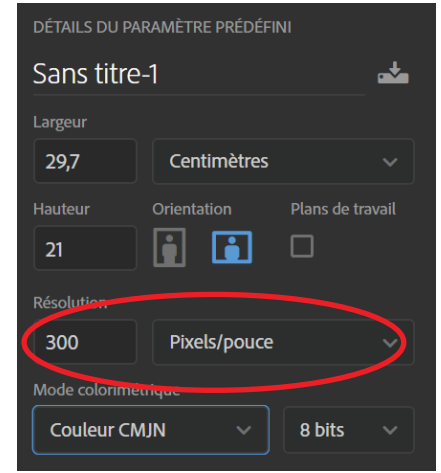 DÉTAILS DU PARAMÈTRE PRÉDÉFINI
Sans titre-1
Largeur
29,7 Centimètres
Hauteur Orientation Plans de travail
21
Résolution
300 Pixels/pouce
Mode colorimétrique
Couleur CMJN 8 bits